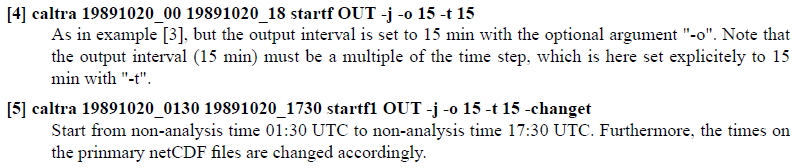 [4] caltra 19891020_00 19891020_18 startf OUT -j -o 15 -t 15
As in example [3], but the output interval is set to 15 min with the optional argument "-o". Note that
the output interval (15 min) must be a multiple of the time step, which is here set explicitely to 15
min with "-t".
[5] caltra 19891020_0130 19891020_1730 startf1 OUT -j -o 15 -t 15 -changet
Start from non-analysis time 01:30 UTC to non-analysis time 17:30 UTC. Furthermore, the times on
the prinmary netCDF files are changed accordingly.